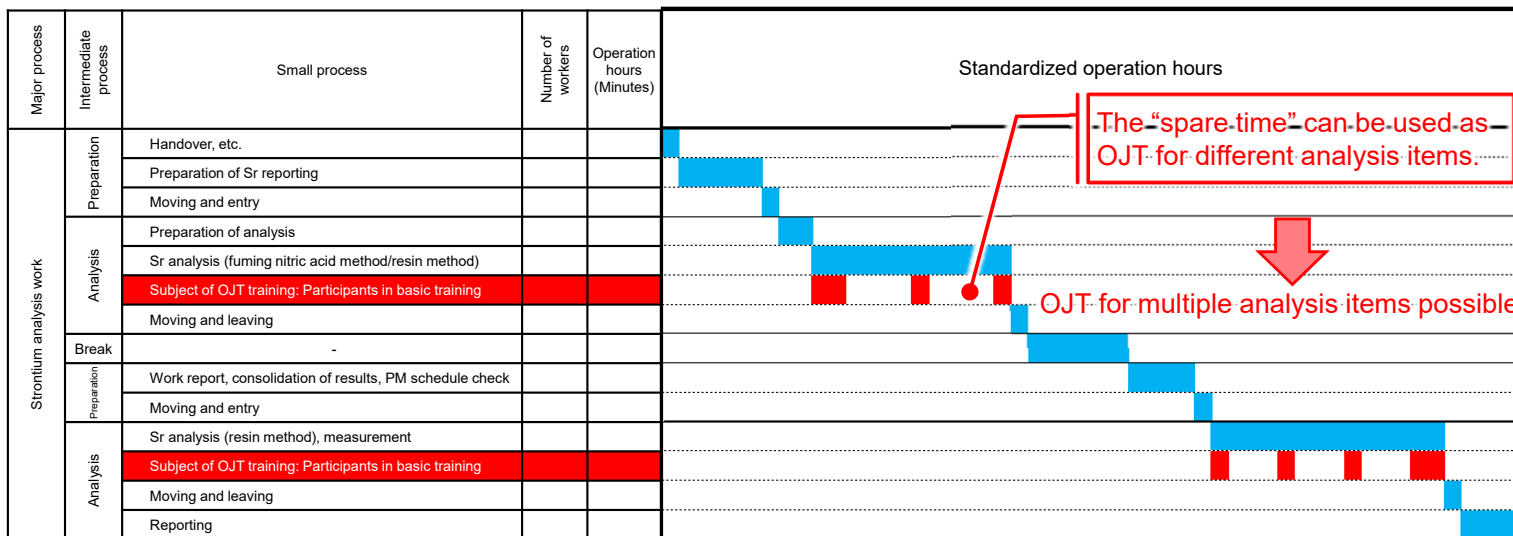 Major process
Intermediate
process
Small process
Number of
workers
Operation
hours
(Minutes)
Standardized operation hours
The “spare time” can be used as
OJT for different analysis items.
OJT for multiple analysis items possible
Strontium analysis work
Preparation
Handover, etc.
Preparation of Sr reporting
Moving and entry
Analysis
Preparation of analysis
Sr analysis (fuming nitric acid method/resin method)
Subject of OJT training: Participants in basic training
Moving and leaving
Break
-
Preparation
Work report, consolidation of results, PM schedule check
Moving and entry
Analysis
Sr analysis (resin method), measurement
Subject of OJT training: Participants in basic training
Moving and leaving
Reporting